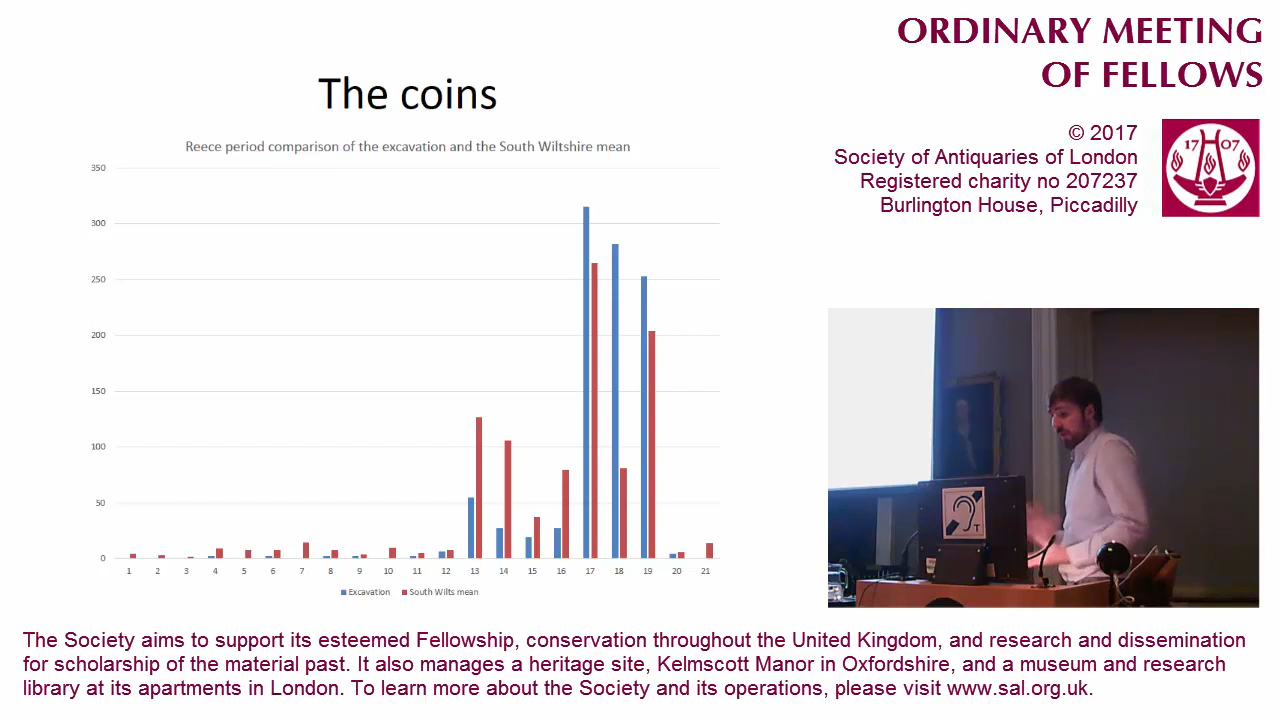 ORDINARY MEETING
OF FELLOWS
The coins
Reece period comparison of the excavation and the South Wiltshire mean
350
300
250
200
150
100
50
0
1 2 3 4 5 6 7 8 9 10 11 12 13 14 15 16 17 18 19 20 21
Excavation South Wilts mean
© 2017
Society of Antiquaries of London
Registered charity no 207237
Burlington House, Piccadilly
17 07
T
The Society aims to support its esteemed Fellowship, conservation throughout the United Kingdom, and research and dissemination
for scholarship of the material past. It also manages a heritage site, Kelmscott Manor in Oxfordshire, and a museum and research
library at its apartments in London. To learn more about the Society and its operations, please visit www.sal.org.uk.